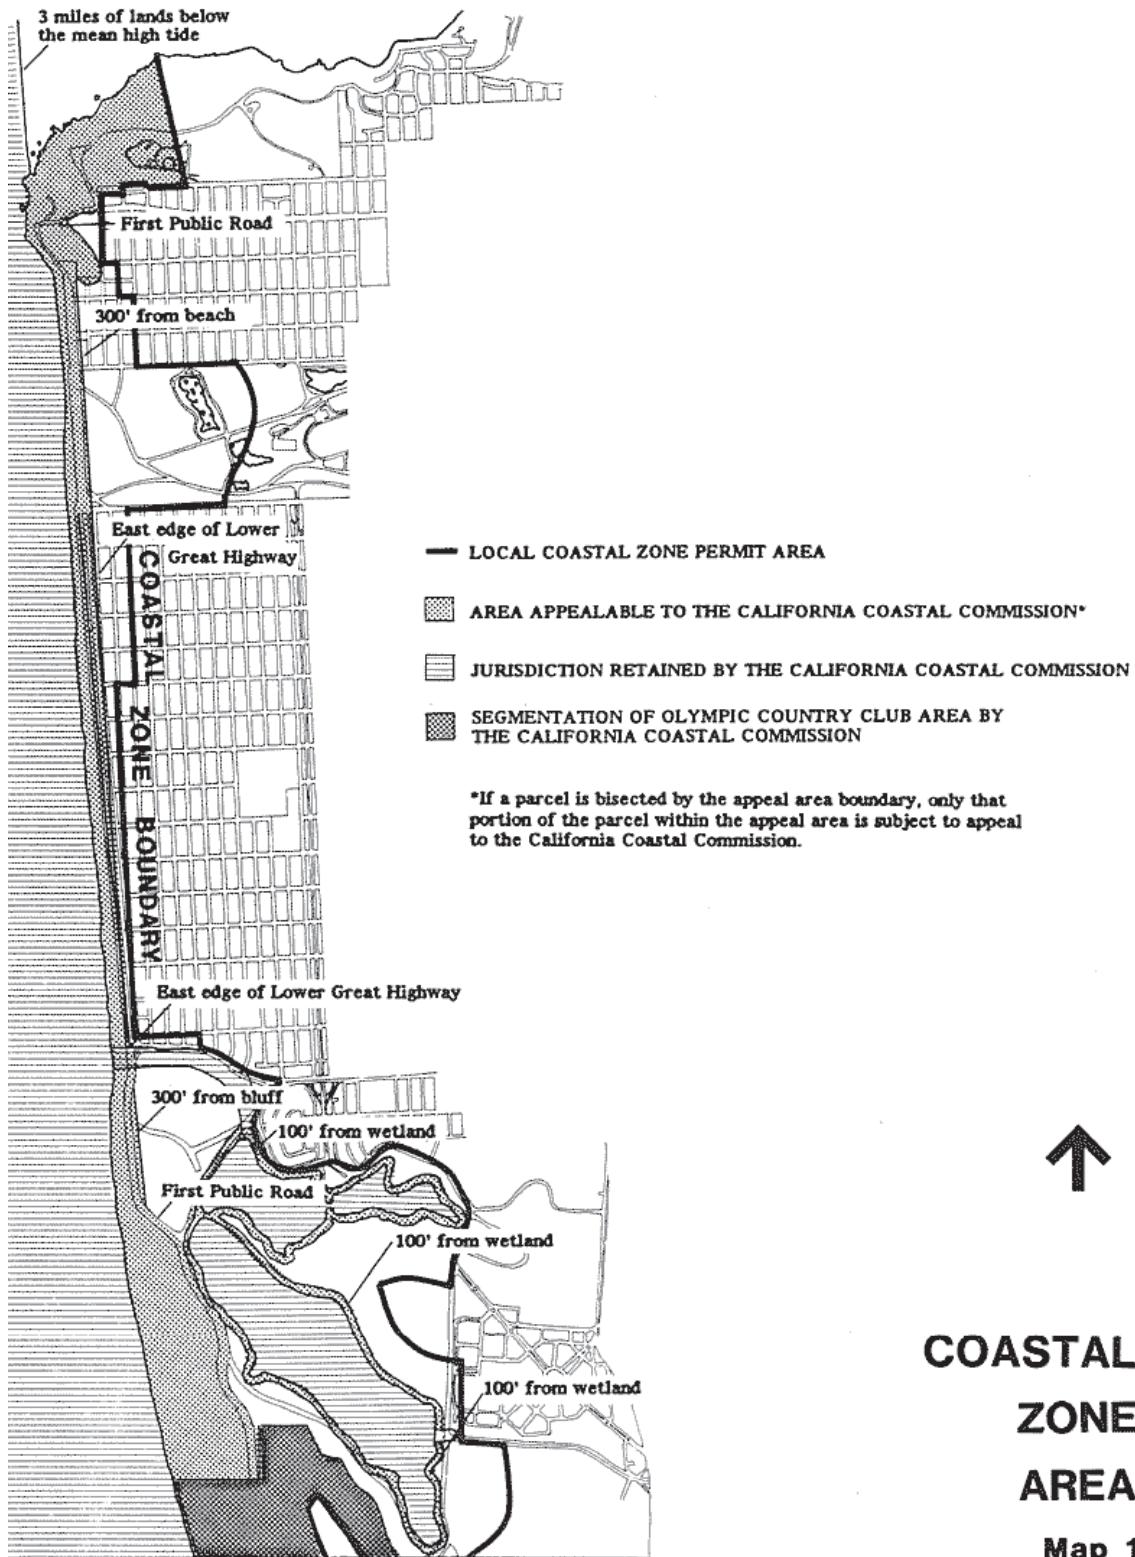 3 miles of lands below
the mean high tide
First Public Road
300' from beach
East edge of Lower
Great Highway
COASTAL ZONE BOUNDARY
LOCAL COASTAL ZONE PERMIT AREA
AREA APPEALABLE TO THE CALIFORNIA COASTAL COMMISSION*
JURISDICTION RETAINED BY THE CALIFORNIA COASTAL COMMISSION
SEGMENTATION OF OLYMPIC COUNTRY CLUB AREA BY
THE CALIFORNIA COASTAL COMMISSION
*If a parcel is bisected by the appeal area boundary, only that
portion of the parcel within the appeal area is subject to appeal
to the California Coastal Commission.
East edge of Lower Great Highway
300' from bluff
100' from wetland
First Public Road
100' from wetland
100' from wetland
COASTAL
ZONE
AREA
Map 1